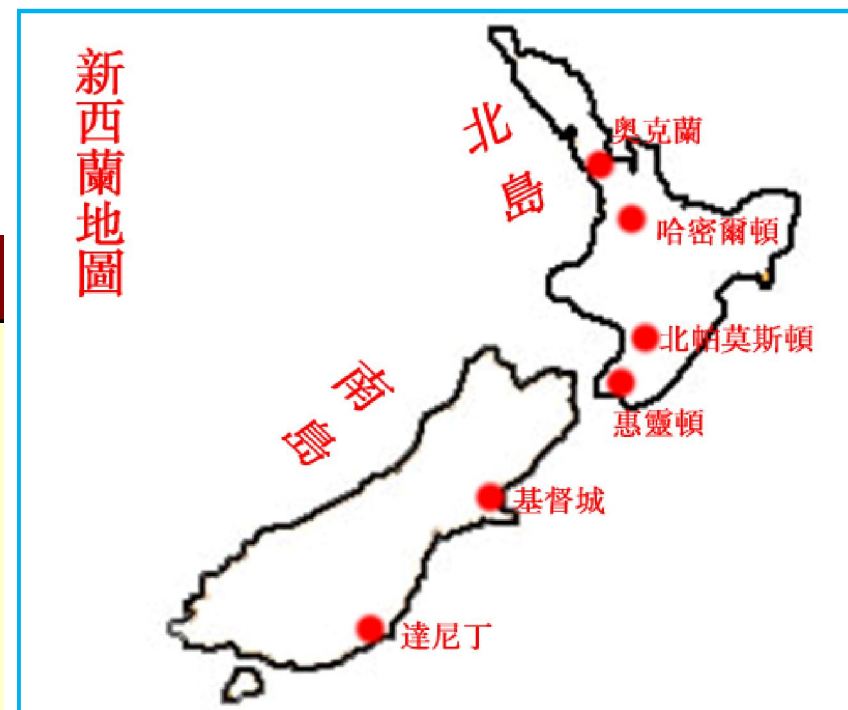 新西蘭地圖
北島
奧克蘭
哈密爾頓
北帕莫斯頓
惠靈頓
南島
基督城
達尼丁